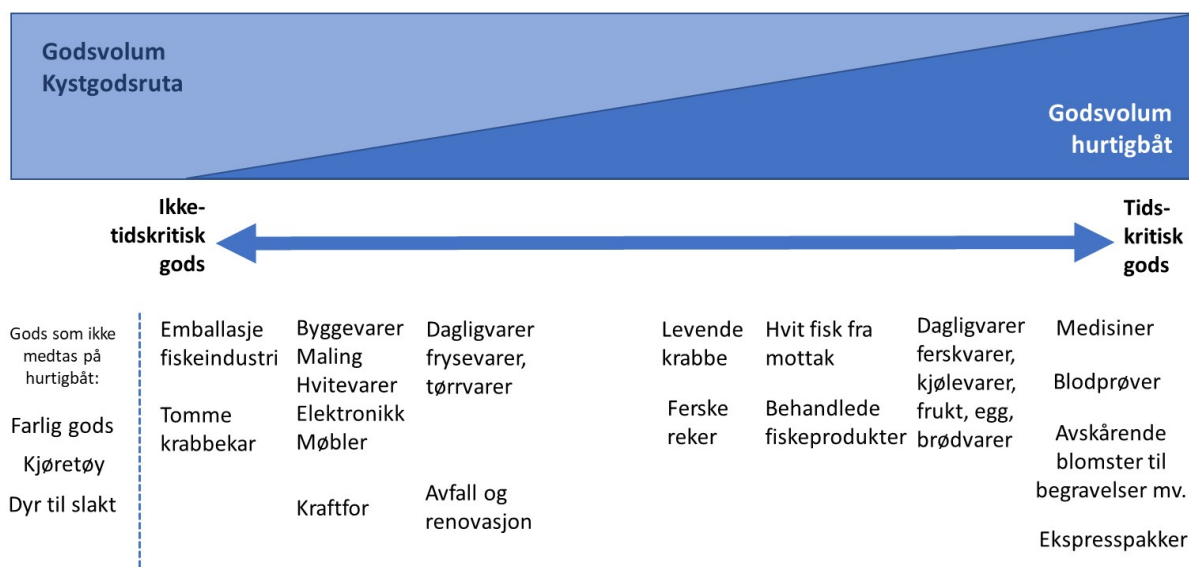 Godsvolum
Kystgodsruta
Godsvolum
hurtigbåt
Ikke-
tidskritisk
gods
Tids-
kritisk
gods
Gods som ikke
medtas på
hurtigbåt:
Farlig gods
Kjøretøy
Dyr til slakt
Emballasje
fiskeindustri
Tomme
krabbekar
Byggevarer
Maling
Hvitevarer
Elektronikk
Møbler
Kraftfor
Dagligvarer
frysevarer,
tørrvarer
Avfall og
renovasjon
Levende
krabbe
Ferske
reker
Hvit fisk fra
mottak
Behandlede
fiskeprodukter
Dagligvarer
ferskvarer,
kjølevarer,
frukt, egg,
brødvarer
Medisiner
Blodprøver
Avskårende
blomster til
begravelser mv.
Ekspresspakker